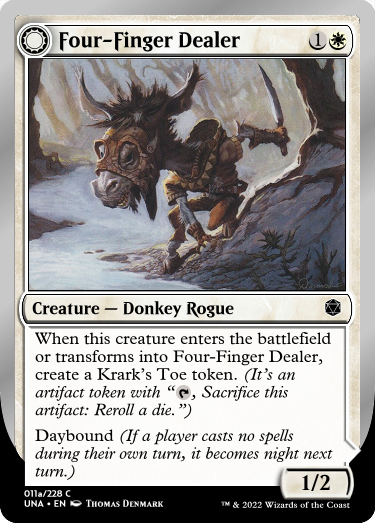 Four-Finger Dealer 1
Creature — Donkey Rogue
When this creature enters the battlefield
or transforms into Four-Finger Dealer,
create a Krark's Toe token. (It's an
artifact token with “, Sacrifice this
artifact: Reroll a die.”)
Daybound (If a player casts no spells
during their own turn, it becomes night next
turn.)
1/2
011a/228 C
UNA • EN Thomas Denmark
™ & © 2022 Wizards of the Coast